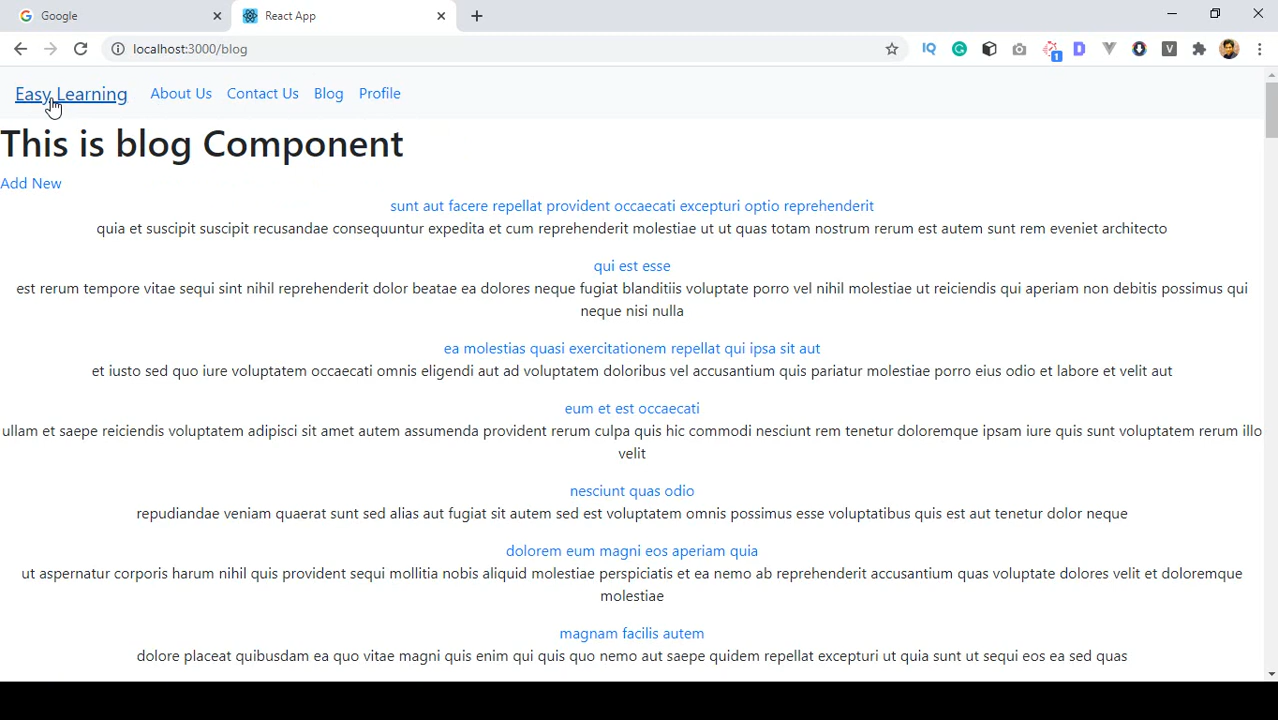 Google
React App
localhost:3000/blog
IQ
1
Easy Learning About Us Contact Us Blog Profile
This is blog Component
Add New
sunt aut facere repellat provident occaecati excepturi optio reprehenderit
quia et suscipit suscipit recusandae consequuntur expedita et cum reprehenderit molestiae ut ut quas totam nostrum rerum est autem sunt rem eveniet architecto
qui est esse
est rerum tempore vitae sequi sint nihil reprehenderit dolor beatae ea dolores neque fugiat blanditiis voluptate porro vel nihil molestiae ut reiciendis qui aperiam non debitis possimus qui
neque nisi nulla
ea molestias quasi exercitationem repellat qui ipsa sit aut
et iusto sed quo iure voluptatem occaecati omnis eligendi aut ad voluptatem doloribus vel accusantium quis pariatur molestiae porro eius odio et labore et velit aut
eum et est occaecati
ullam et saepe reiciendis voluptatem adipisci sit amet autem assumenda provident rerum culpa quis hic commodi nesciunt rem tenetur doloremque ipsam iure quis sunt voluptatem rerum illo
velit
nesciunt quas odio
repudiandae veniam quaerat sunt sed alias aut fugiat sit autem sed est voluptatem omnis possimus esse voluptatibus quis est aut tenetur dolor neque
dolorem eum magni eos aperiam quia
ut aspernatur corporis harum nihil quis provident sequi mollitia nobis aliquid molestiae perspiciatis et ea nemo ab reprehenderit accusantium quas voluptate dolores velit et doloremque
molestiae
magnam facilis autem
dolore placeat quibusdam ea quo vitae magni quis enim qui quis quo nemo aut saepe quidem repellat excepturi ut quia sunt ut sequi eos ea sed quas